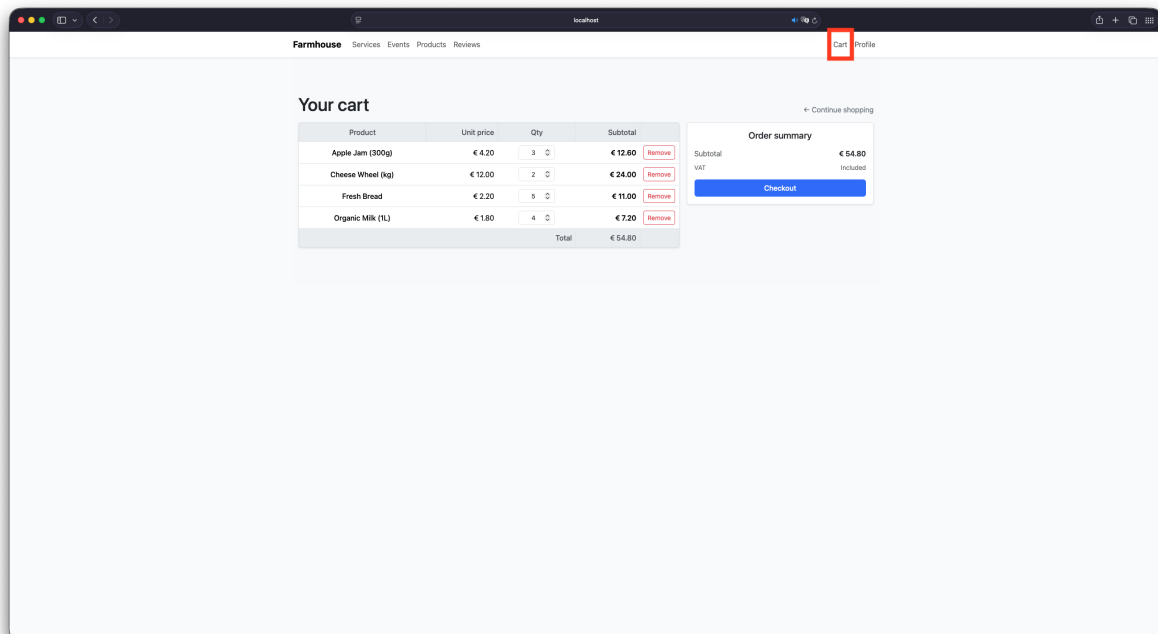 localhost
Farmhouse Services Events Products Reviews Cart Profile
Your cart
← Continue shopping
Product Unit price Qty Subtotal
Apple Jam (300g) € 4.20 3 € 12.60 Remove
Cheese Wheel (kg) € 12.00 2 € 24.00 Remove
Fresh Bread € 2.20 5 € 11.00 Remove
Organic Milk (1L) € 1.80 4 € 7.20 Remove
Total € 54.80
Order summary
Subtotal € 54.80
VAT Included
Checkout